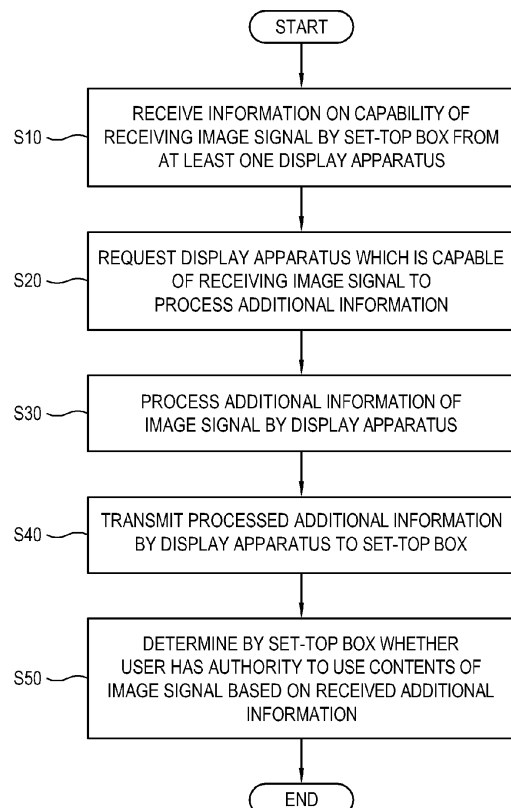 START
S10
RECEIVE INFORMATION ON CAPABILITY OF
RECEIVING IMAGE SIGNAL BY SET-TOP BOX FROM
AT LEAST ONE DISPLAY APPARATUS
S20
REQUEST DISPLAY APPARATUS WHICH IS CAPABLE
OF RECEIVING IMAGE SIGNAL TO
PROCESS ADDITIONAL INFORMATION
S30
PROCESS ADDITIONAL INFORMATION OF
IMAGE SIGNAL BY DISPLAY APPARATUS
S40
TRANSMIT PROCESSED ADDITIONAL INFORMATION
BY DISPLAY APPARATUS TO SET-TOP BOX
S50
DETERMINE BY SET-TOP BOX WHETHER
USER HAS AUTHORITY TO USE CONTENTS OF
IMAGE SIGNAL BASED ON RECEIVED ADDITIONAL
INFORMATION
END